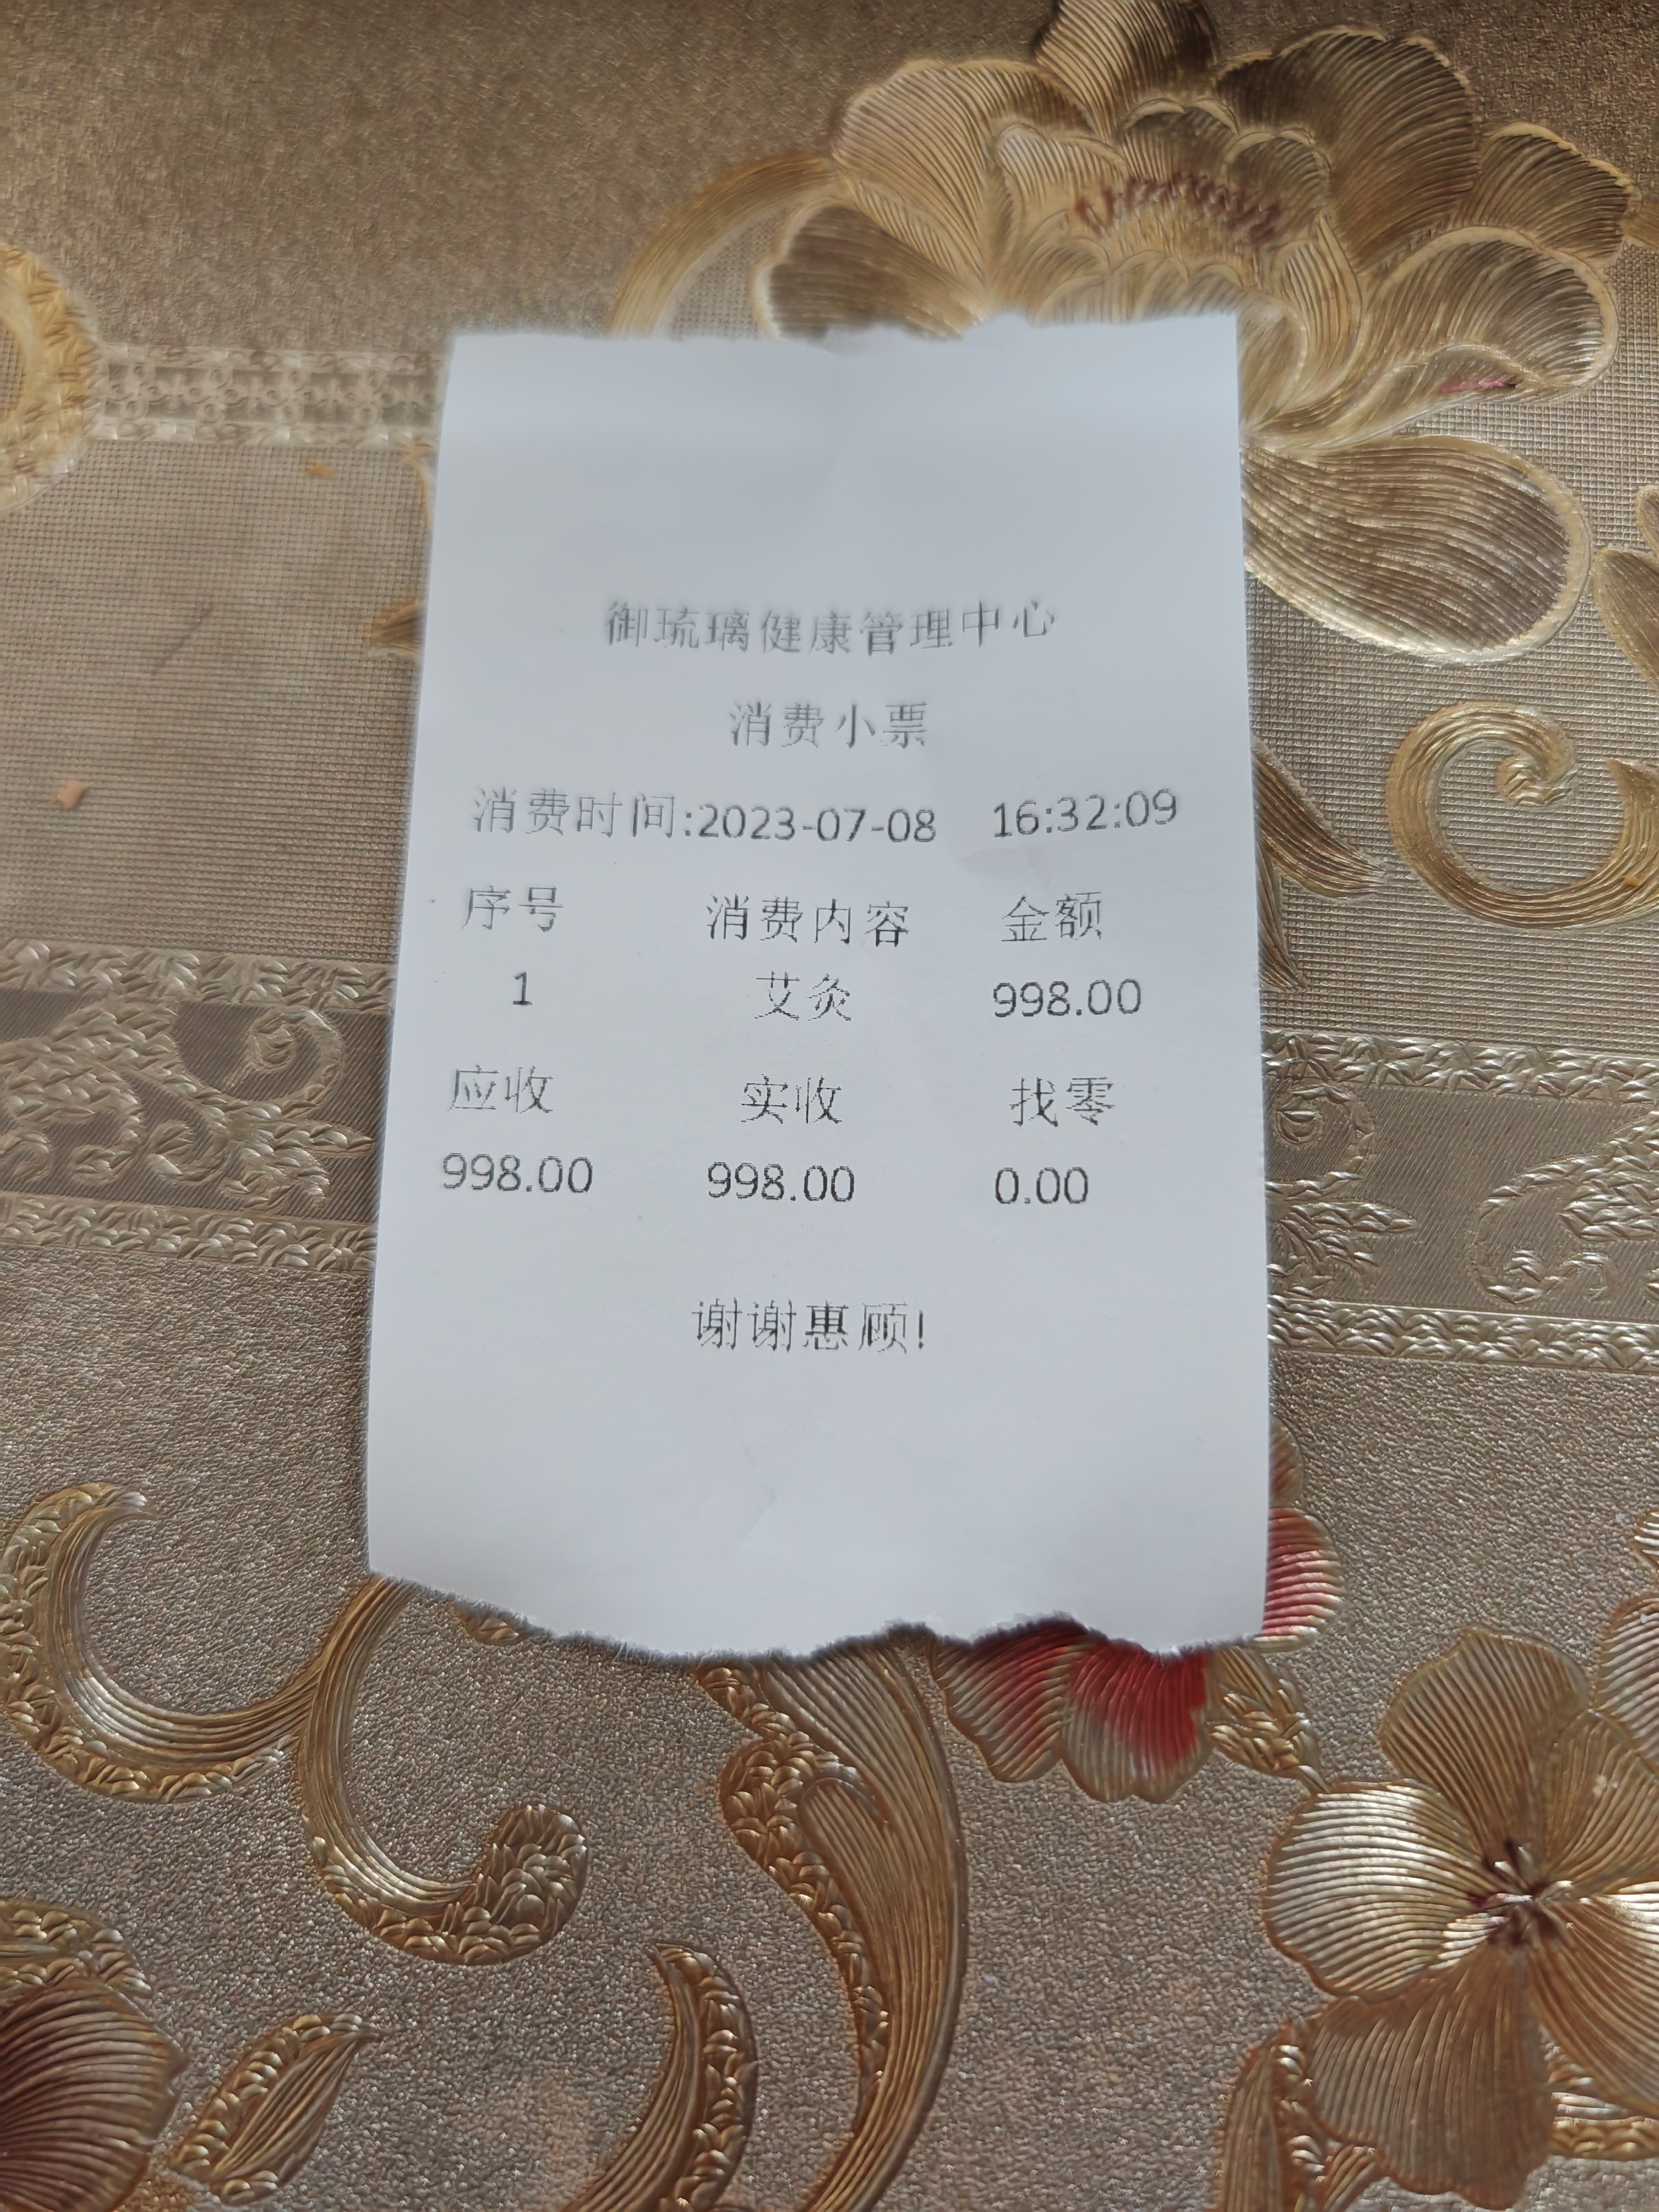 御琉璃健康管理中心
消费小票
消费时间:2023-07-08 16:32:09
序号 消费内容 金额
1 艾灸 998.00
应收 实收 找零
998.00 998.00 0.00
谢谢惠顾!